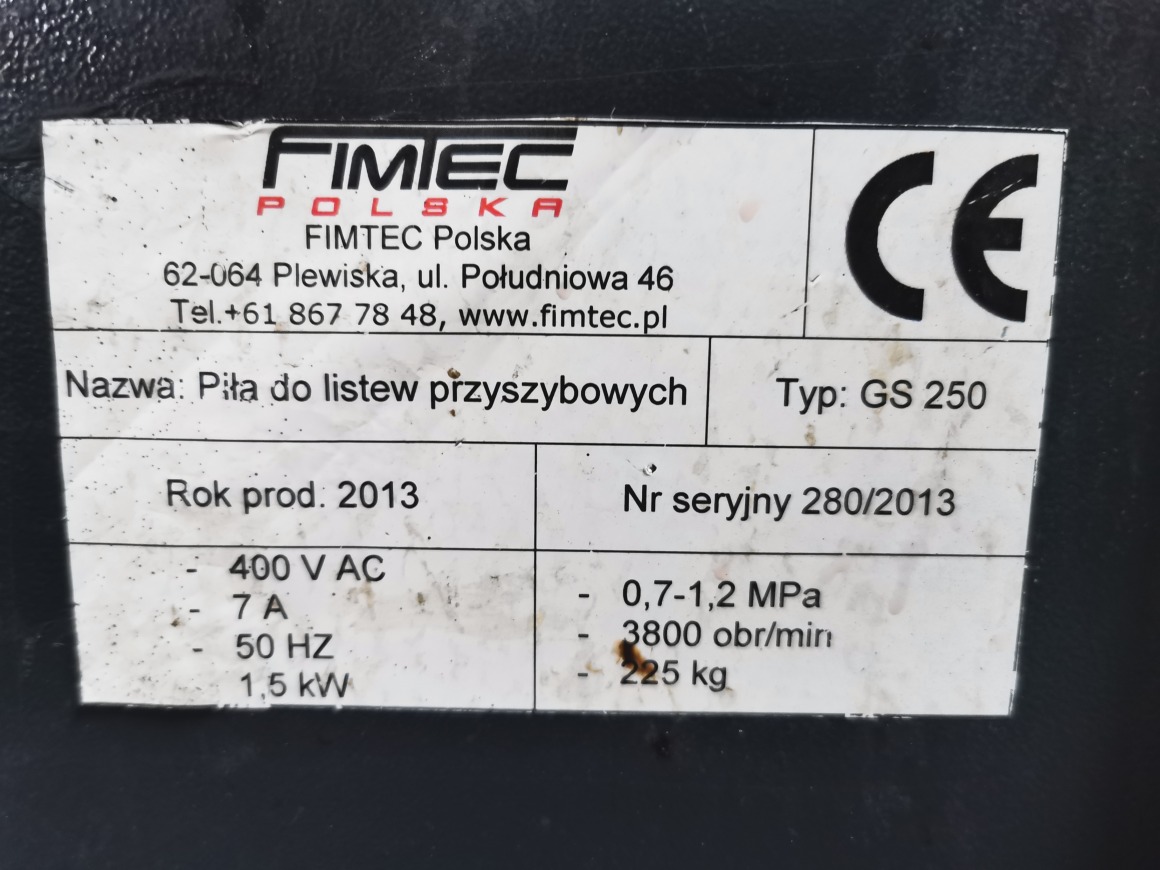 FIMTEC
POLSKA
FIMTEC Polska
62-064 Plewiska, ul. Południowa 46
Tel.+61 867 78 48, www.fimtec.pl
CE
Nazwa: Piła do listew przyszybowych
Typ: GS 250
Rok prod. 2013
Nr seryjny 280/2013
- 400 V AC
- 7 A
- 50 HZ
1,5 kW
- 0,7-1,2 MPa
- 3800 obr/min
- 225 kg